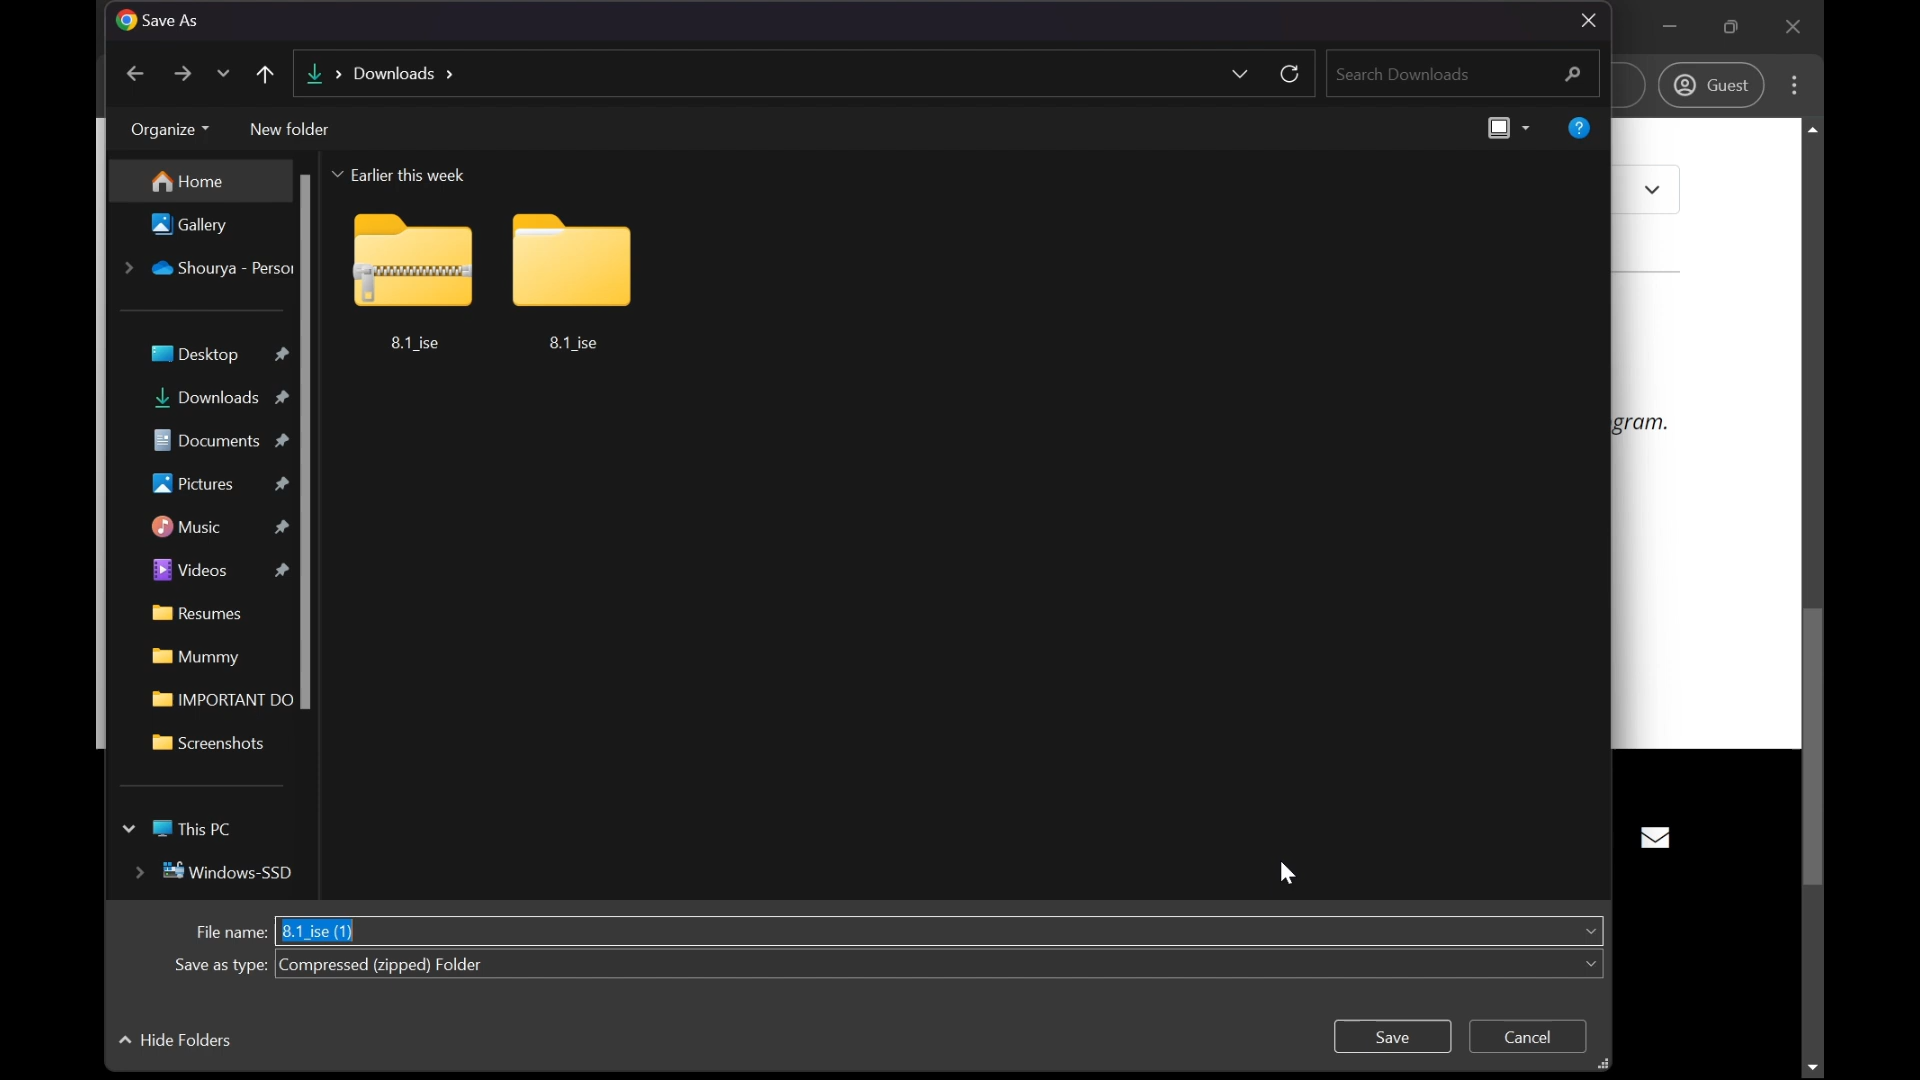 Save As
Downloads
Search Downloads
Guest
Organize
New folder
?
Home
Gallery
Shourya - Persor
Earlier this week
8.1_ise
8.1_ise
Desktop
Downloads
Documents
Pictures
Music
Videos
Resumes
Mummy
IMPORTANT DO
Screenshots
This PC
Windows-SSD
gram.
File name: 8.1_ise (1)
Save as type: Compressed (zipped) Folder
Hide Folders
Save
Cancel